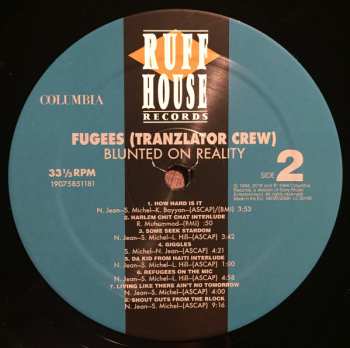 RUFF
HOUSE
RECORDS
COLUMBIA
FUGEES (TRANZLATOR CREW)
BLUNTED ON REALITY
33 1/3 RPM
19075851181
SIDE 2
1. HOW HARD IS IT
N. Jean–S. Michel–K. Bayyan–(ASCAP)/(BMI) 3:53
2. HARLEM CHIT CHAT INTERLUDE
R. Muhammad–(BMI) :50
3. SOME SEEK STARDOM
N. Jean–S. Michel–L. Hill–(ASCAP) 3:42
4. GIGGLES
S. Michel–N. Jean–(ASCAP) 4:21
5. DA KID FROM HAITI INTERLUDE
N. Jean–S. Michel–L. Hill–(ASCAP) 1:00
6. REFUGEES ON THE MIC
N. Jean–S. Michel–L. Hill–(ASCAP) 4:58
7. LIVING LIKE THERE AIN'T NO TOMORROW
N. Jean–S. Michel–(ASCAP) 4:00
8. SHOUT OUTS FROM THE BLOCK
N. Jean–S. Michel–(ASCAP) 9:16